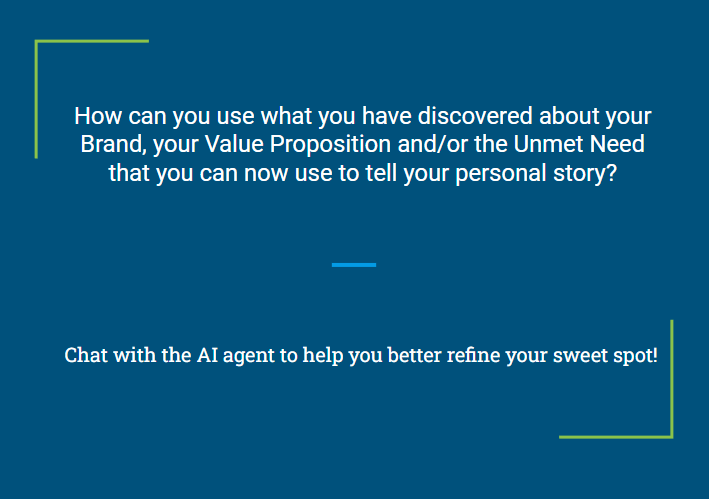 How can you use what you have discovered about your
Brand, your Value Proposition and/or the Unmet Need
that you can now use to tell your personal story?
Chat with the AI agent to help you better refine your sweet spot!